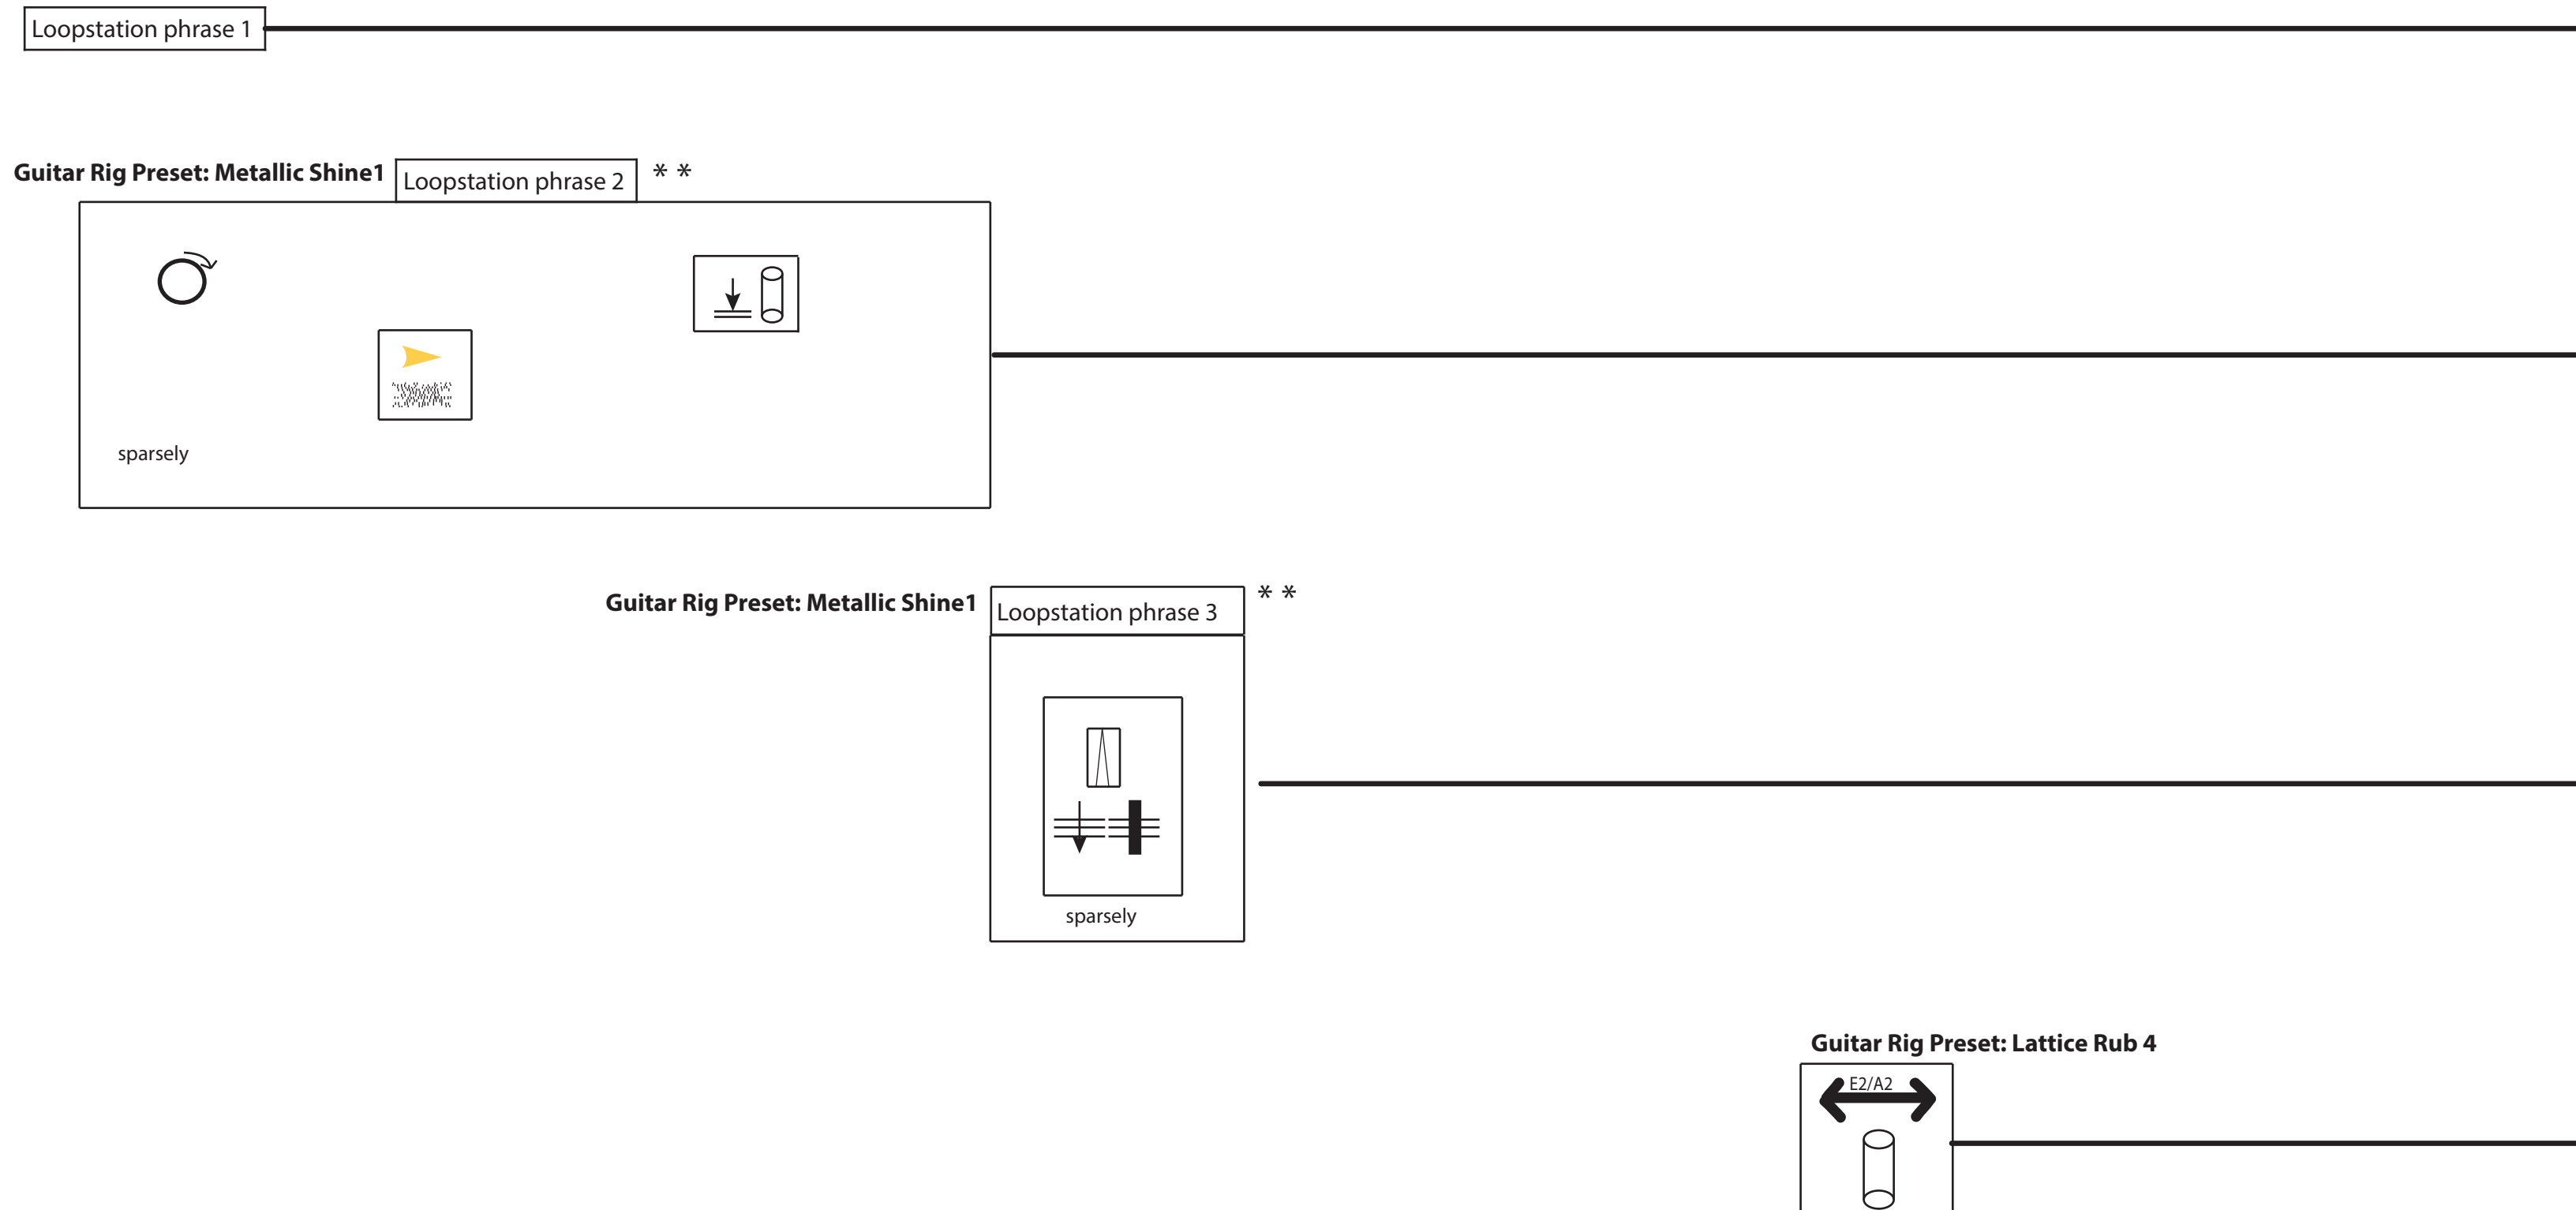 Loopstation phrase 1
Guitar Rig Preset: Metallic Shine1
Loopstation phrase 2
* *
sparsely
Guitar Rig Preset: Metallic Shine1
Loopstation phrase 3
* *
sparsely
Guitar Rig Preset: Lattice Rub 4
E2/A2